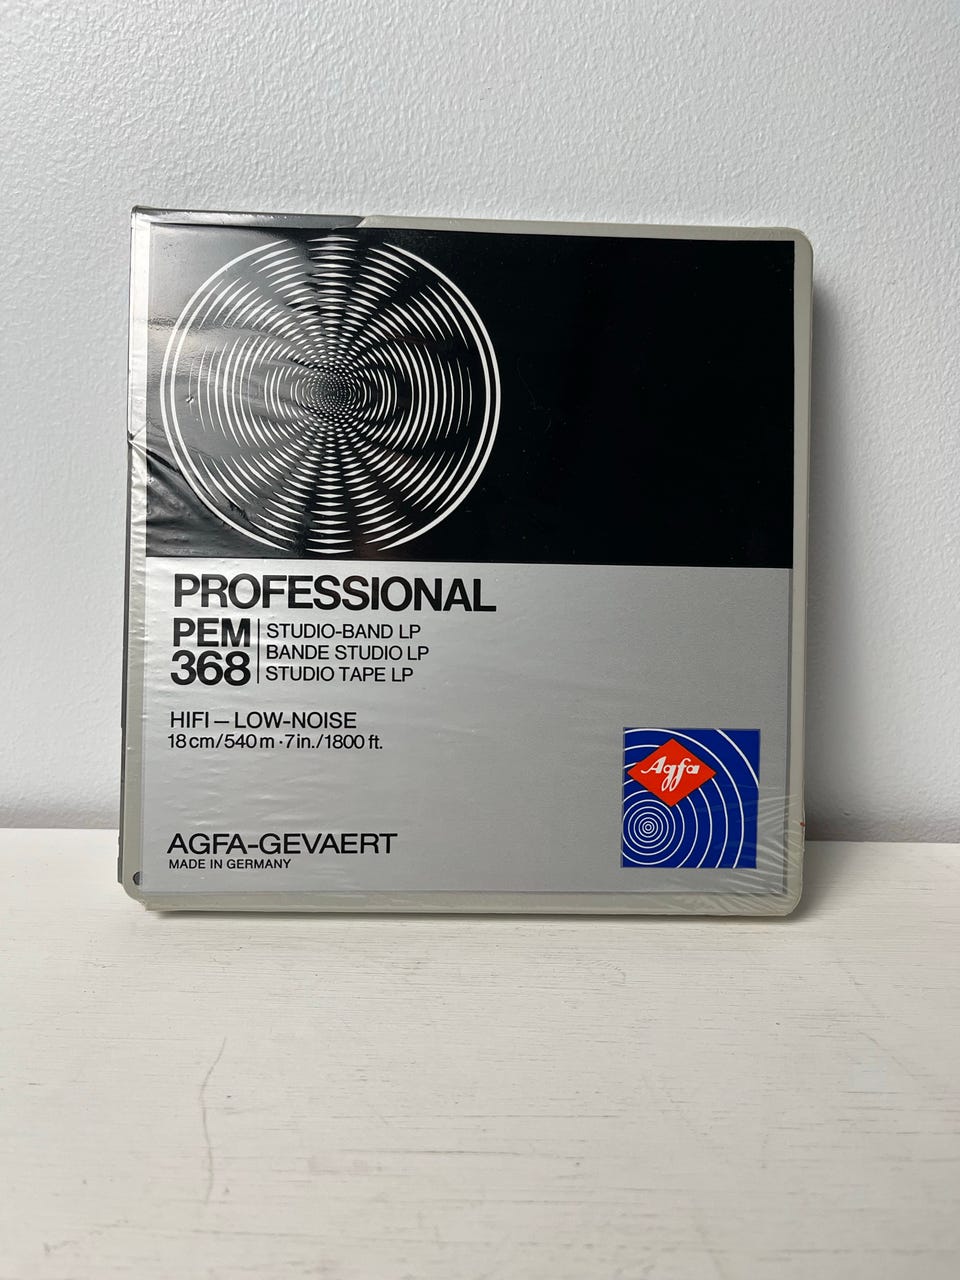 PROFESSIONAL
PEM
368
STUDIO-BAND LP
BANDE STUDIO LP
STUDIO TAPE LP
HIFI – LOW-NOISE
18 cm/540 m · 7 in./1800 ft.
AGFA-GEVAERT
MADE IN GERMANY
Agfa